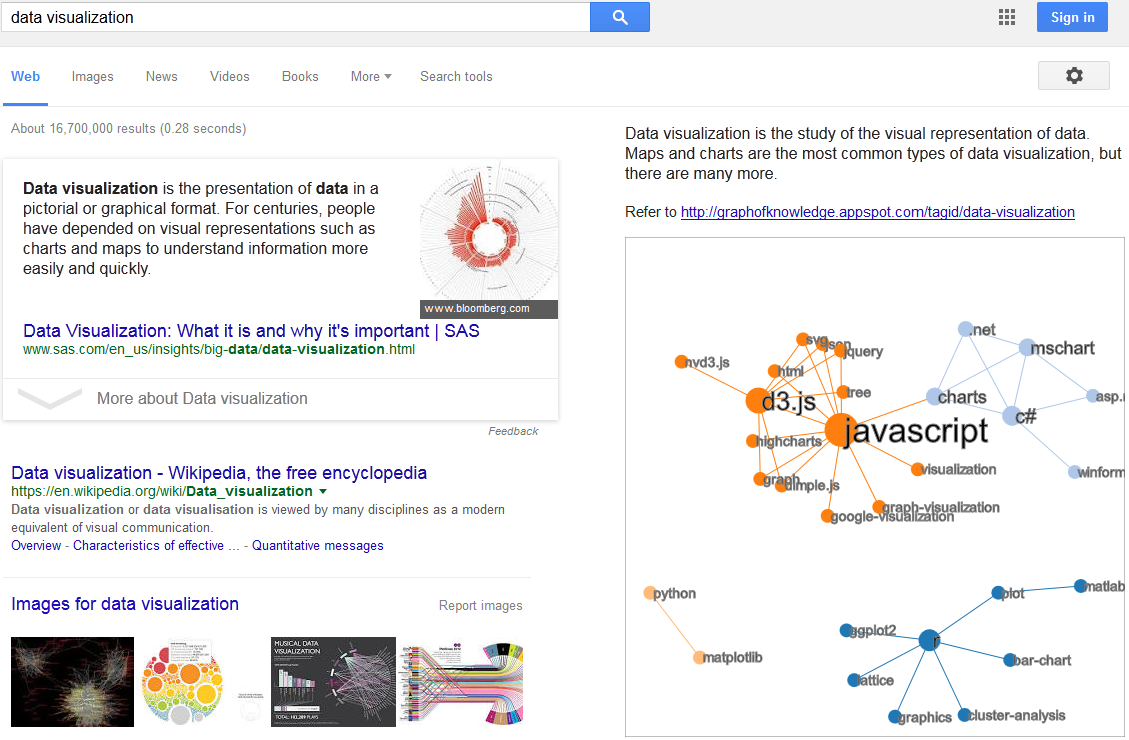 data visualization
Sign in
Web Images News Videos Books More Search tools
About 16,700,000 results (0.28 seconds)
Data visualization is the presentation of data in a
pictorial or graphical format. For centuries, people
have depended on visual representations such as
charts and maps to understand information more
easily and quickly.
www.bloomberg.com
Data Visualization: What it is and why it's important | SAS
www.sas.com/en_us/insights/big-data/data-visualization.html
More about Data visualization
Feedback
Data visualization - Wikipedia, the free encyclopedia
https://en.wikipedia.org/wiki/Data_visualization
Data visualization or data visualisation is viewed by many disciplines as a modern
equivalent of visual communication.
Overview - Characteristics of effective ... - Quantitative messages
Images for data visualization
Report images
MUSICAL DATA
VISUALIZATION
Data visualization is the study of the visual representation of data.
Maps and charts are the most common types of data visualization, but
there are many more.
Refer to http://graphofknowledge.appspot.com/tagid/data-visualization
.net
svg
json
jquery
mschart
nvd3.js
html
tree
d3.js
charts
asp.n
c#
javascript
highcharts
visualization
winform
graph
dimple.js
graph-visualization
google-visualization
python
plot
matlab
ggplot2
r
matplotlib
bar-chart
lattice
graphics
cluster-analysis